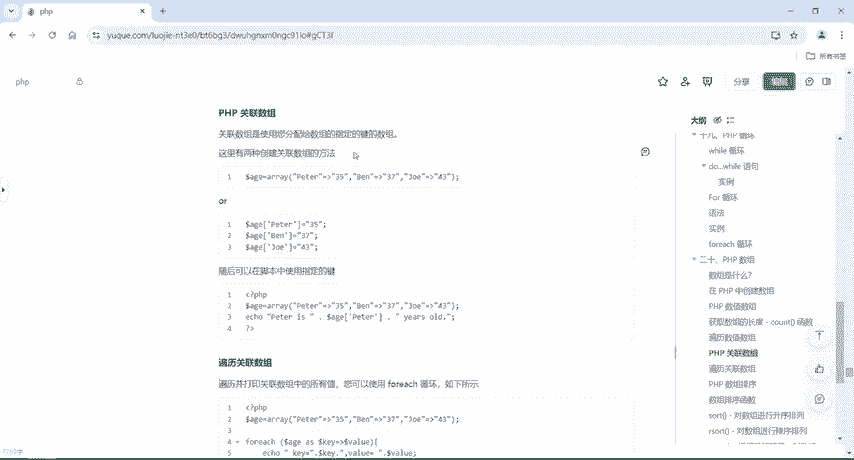 php
yuque.com/luojie-nt3e0/bt6bg3/dwuhgnxm0ngc91lo#gCT3f
所有书签
php
分享
PHP 关联数组
关联数组是使用您分配给数组的指定的键的数组。
这里有两种创建关联数组的方法
1 $age=array("Peter"=>"35","Ben"=>"37","Joe"=>"43");
or
1 $age['Peter']="35";
2 $age['Ben']="37";
3 $age['Joe']="43";
随后可以在脚本中使用指定的键
1 <?php
2 $age=array("Peter"=>"35","Ben"=>"37","Joe"=>"43");
3 echo "Peter is " . $age['Peter'] . " years old.";
4 ?>
遍历关联数组
遍历并打印关联数组中的所有值，您可以使用 foreach 循环，如下所示
1 <?php
2 $age=array("Peter"=>"35","Ben"=>"37","Joe"=>"43");
3
4 foreach ($age as $key=>$value){
5 echo " key=".$key.",value= ".$value;
大纲
十九、PHP 循环
while 循环
do...while 语句
实例
For 循环
语法
实例
foreach 循环
二十、PHP 数组
数组是什么?
在 PHP 中创建数组
PHP 数值数组
获取数组的长度 - count() 函数
遍历数值数组
PHP 关联数组
遍历关联数组
PHP 数组排序
数组排序函数
sort() - 对数组进行升序排列
rsort() - 对数组进行降序排列